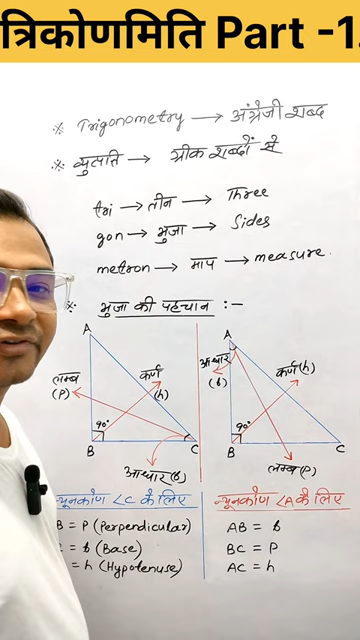 त्रिकोणमिति Part -1.
* Trigonometry → अंग्रेजी शब्द
* व्युत्पत्ति → ग्रीक शब्दों से
tri → तीन → Three
gon → भुजा → Sides
metron → माप → measure.
* भुजा की पहचान :-
A
लम्ब (P)
कर्ण (h)
90°
B
C
आधार (b)
A
आधार (b)
कर्ण (h)
90°
B
C
लम्ब (P)
न्यूनकोण ∠C के लिए
B = P (Perpendicular)
= b (Base)
= h (Hypotenuse)
न्यूनकोण ∠A के लिए
AB = b
BC = P
AC = h